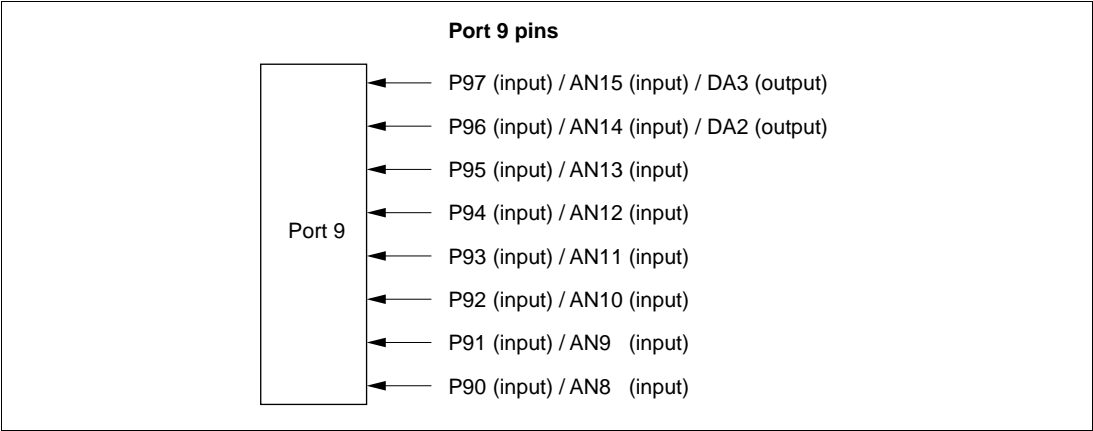 Port 9 pins
P97 (input) / AN15 (input) / DA3 (output)
P96 (input) / AN14 (input) / DA2 (output)
P95 (input) / AN13 (input)
P94 (input) / AN12 (input)
Port 9
P93 (input) / AN11 (input)
P92 (input) / AN10 (input)
P91 (input) / AN9 (input)
P90 (input) / AN8 (input)